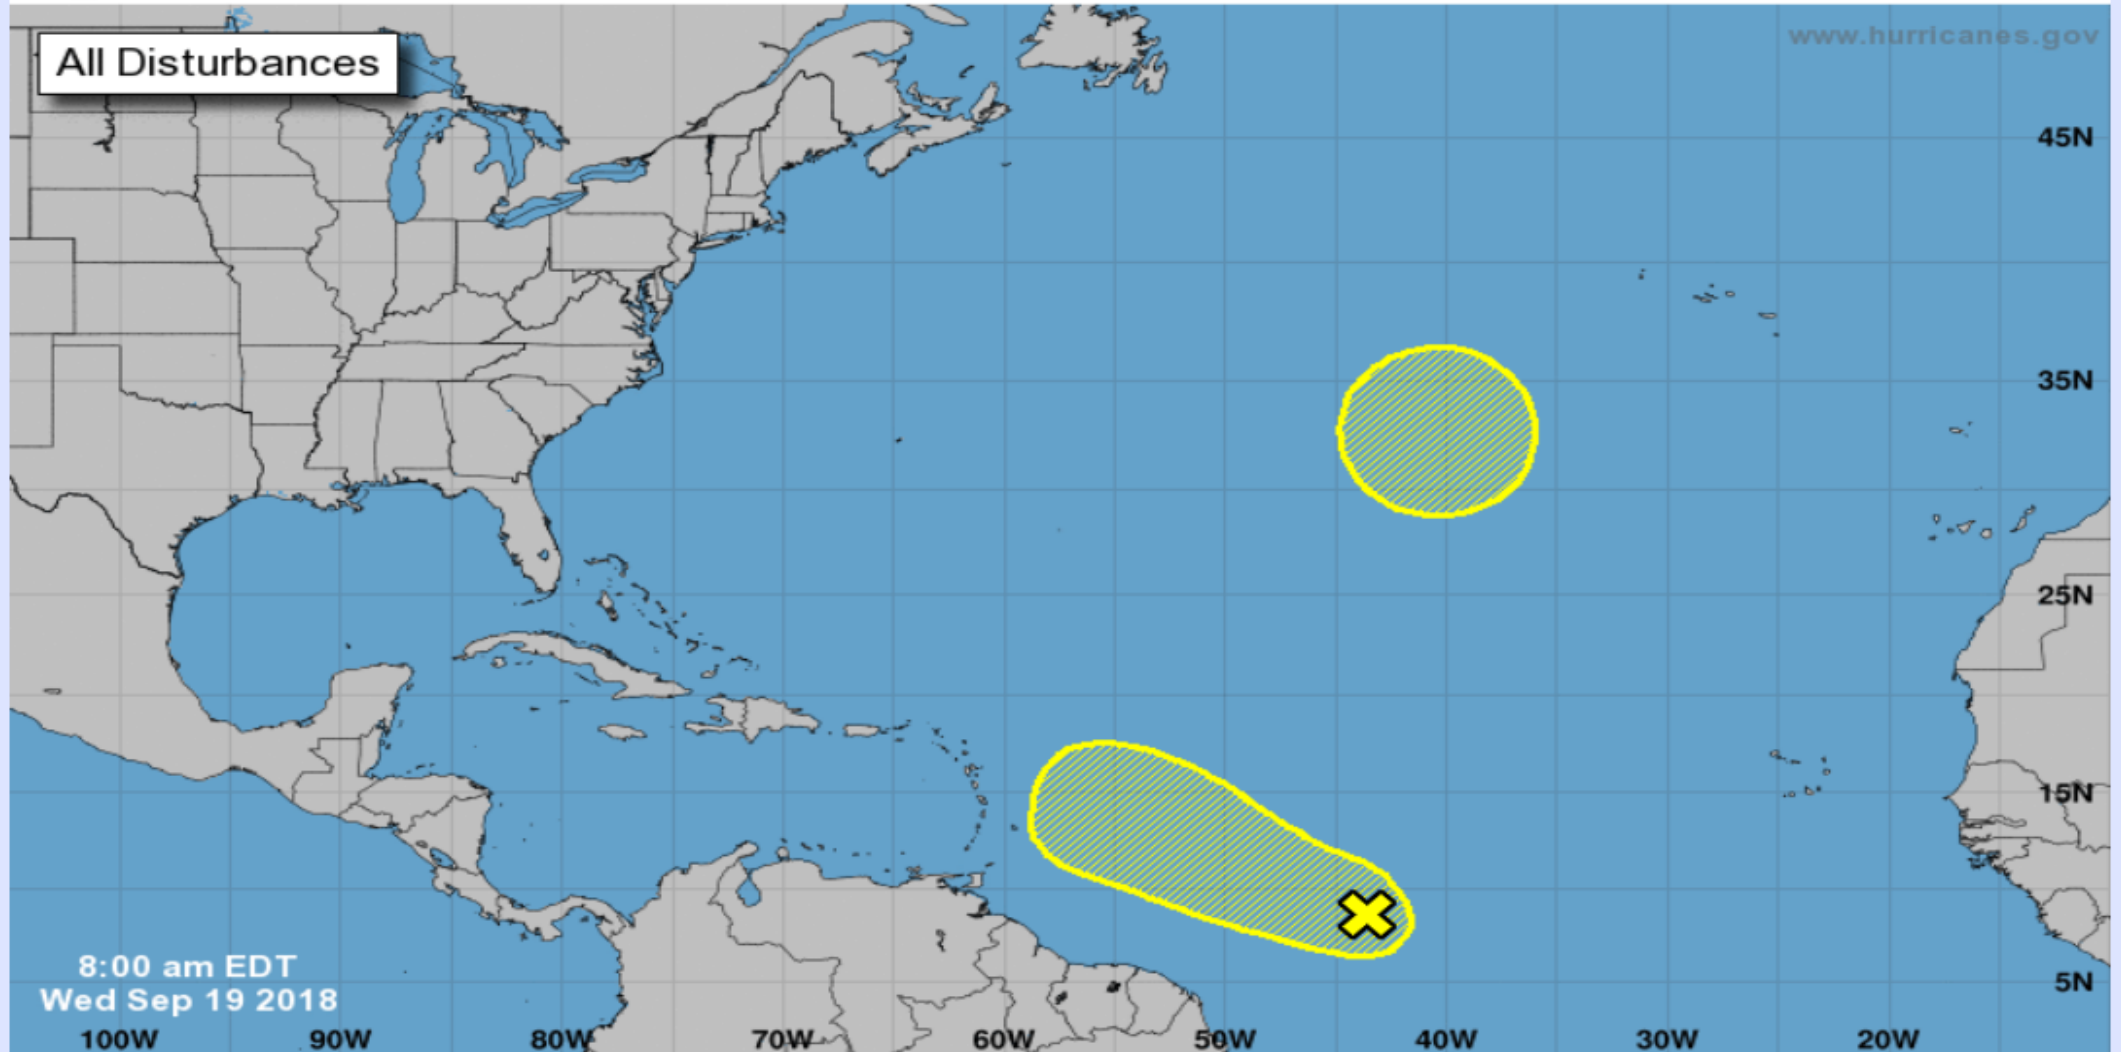 All Disturbances
www.hurricanes.gov
45N
35N
25N
15N
5N
8:00 am EDT
Wed Sep 19 2018
100W 90W 80W 70W 60W 50W 40W 30W 20W